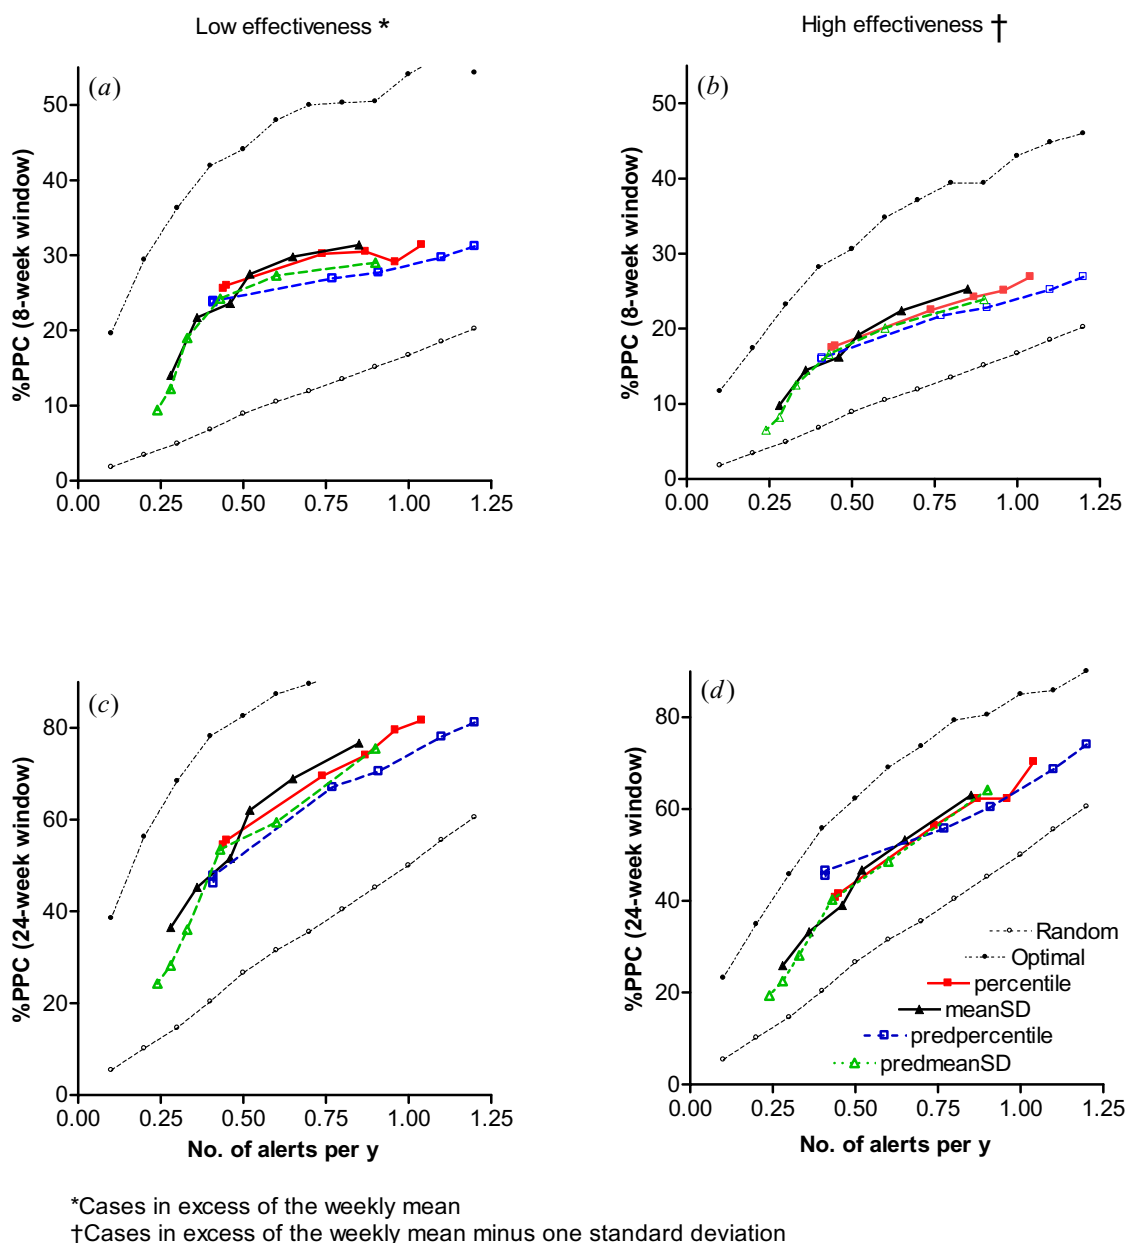 Low effectiveness *
High effectiveness †
(a)
50
40
30
20
10
0
%PPC (8-week window)
0.00 0.25 0.50 0.75 1.00 1.25
(b)
50
40
30
20
10
0
%PPC (8-week window)
0.00 0.25 0.50 0.75 1.00 1.25
(c)
80
60
40
20
0
%PPC (24-week window)
0.00 0.25 0.50 0.75 1.00 1.25
No. of alerts per y
(d)
80
60
40
20
0
%PPC (24-week window)
Random
Optimal
percentile
meanSD
predpercentile
predmeanSD
0.00 0.25 0.50 0.75 1.00 1.25
No. of alerts per y
*Cases in excess of the weekly mean
†Cases in excess of the weekly mean minus one standard deviation